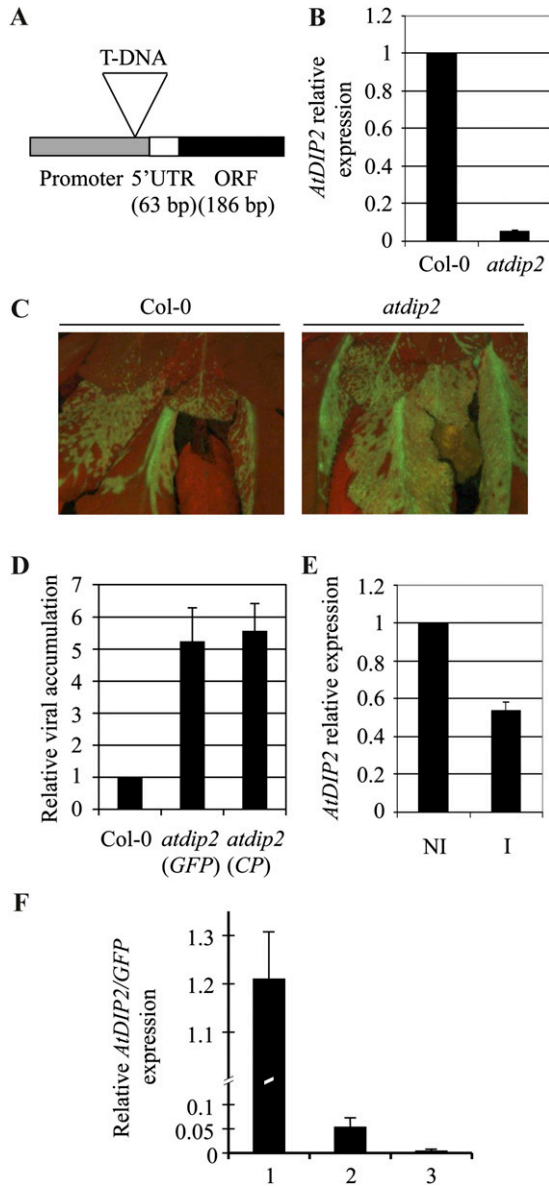 A
T-DNA
Promoter 5'UTR ORF
(63 bp) (186 bp)
B
AtDIP2 relative
expression
1.2
1
0.8
0.6
0.4
0.2
0
Col-0 atdip2
C
Col-0 atdip2
D
Relative viral accumulation
7
6
5
4
3
2
1
0
Col-0 atdip2 atdip2
(GFP) (CP)
E
AtDIP2 relative expression
1.2
1
0.8
0.6
0.4
0.2
0
NI I
F
Relative AtDIP2/GFP
expression
1.3
1.2
1.1
0.1
0.05
0
1 2 3